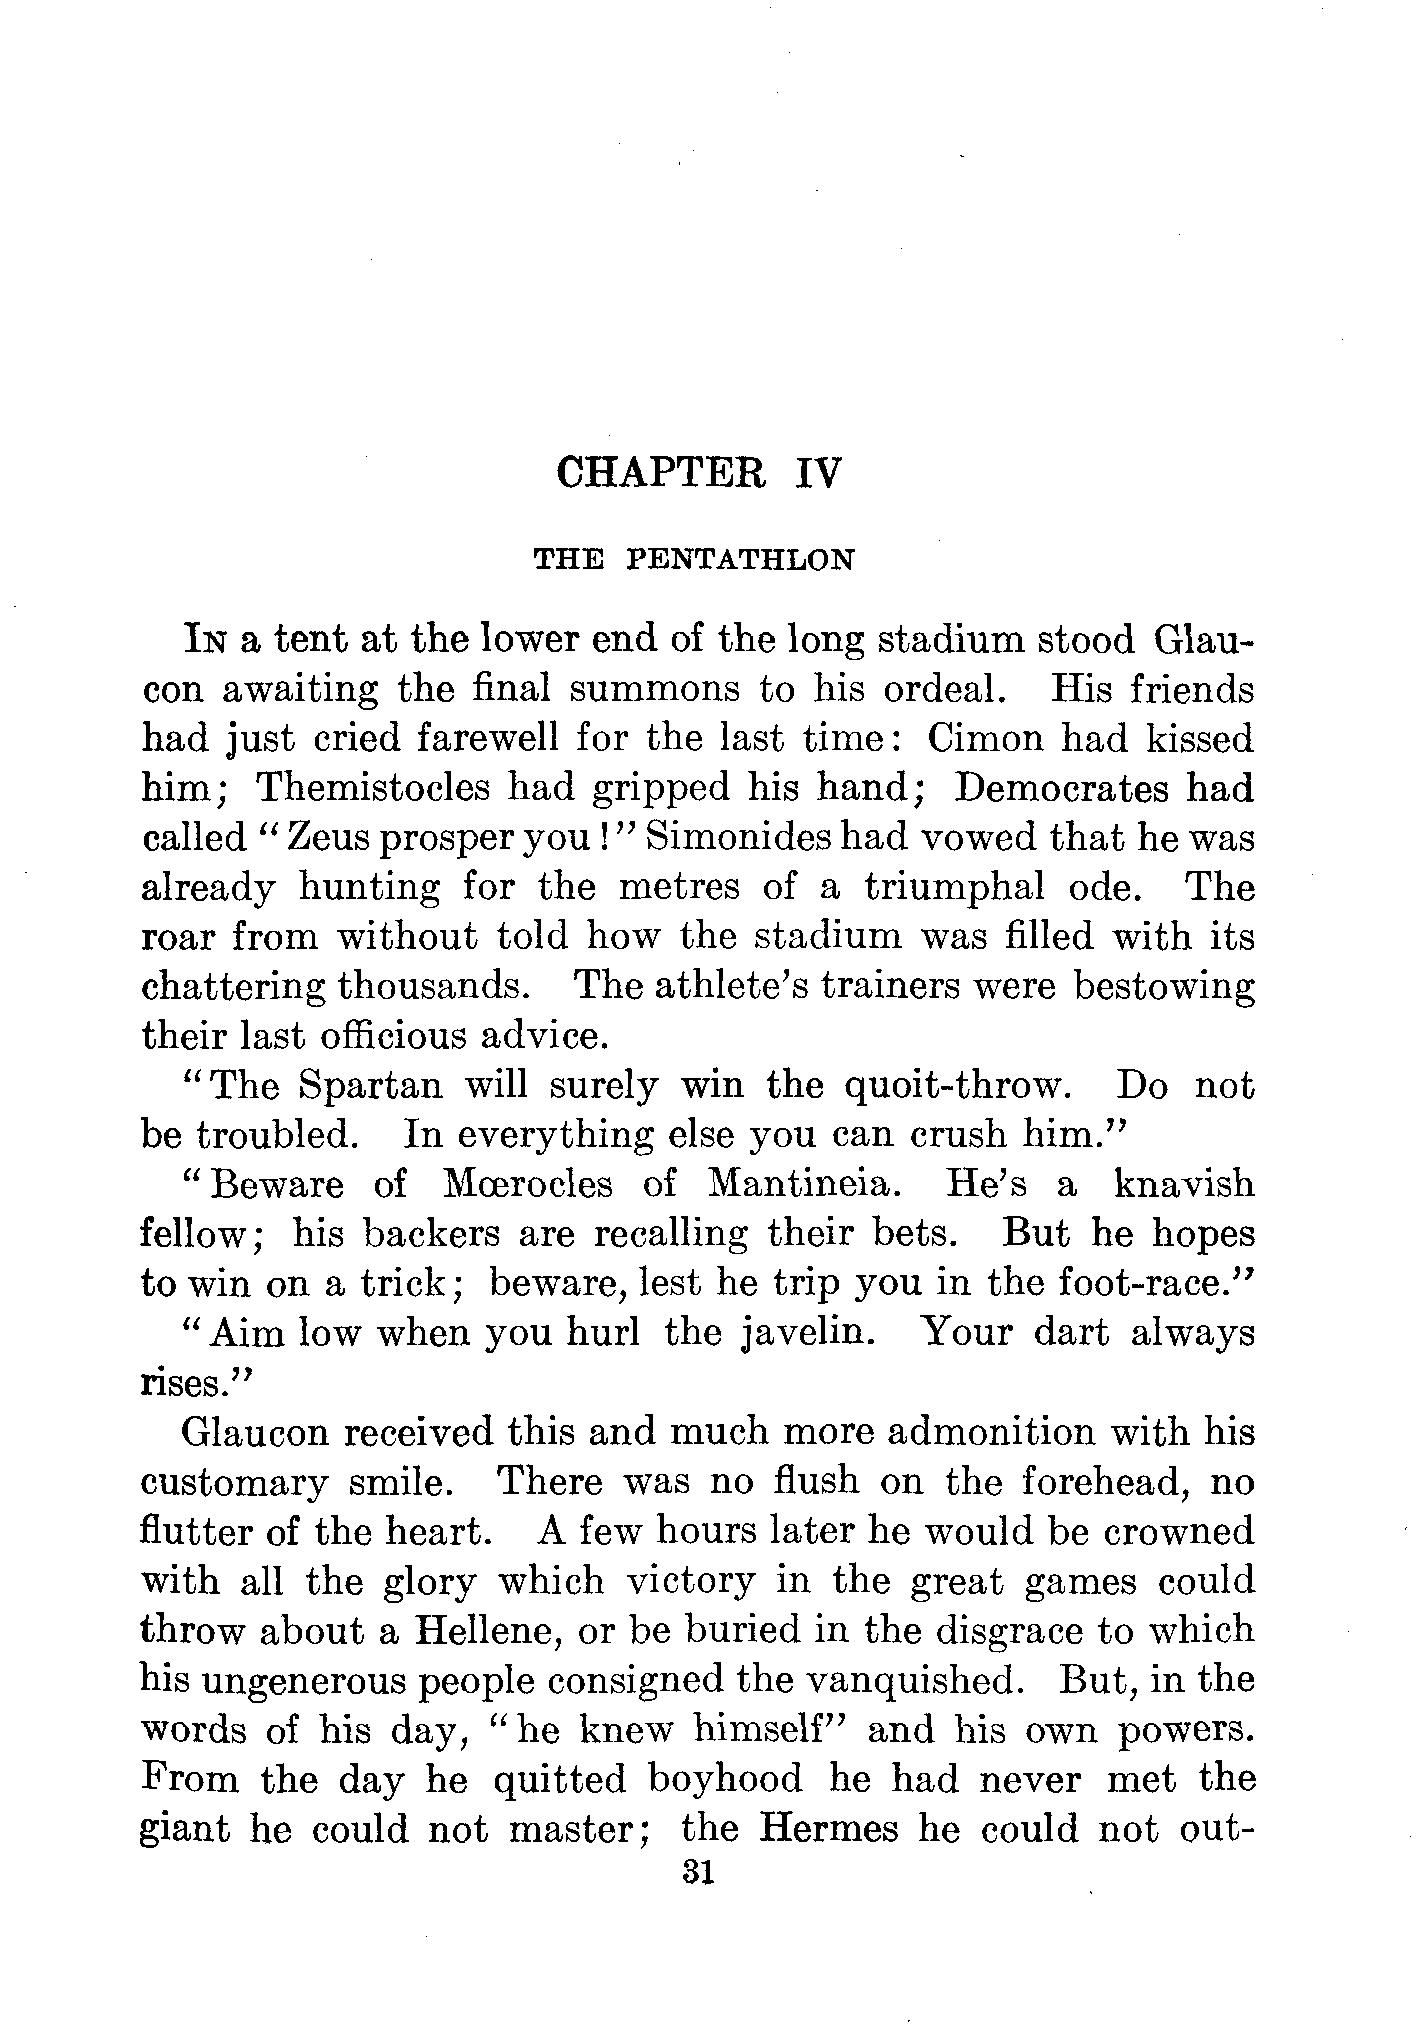 CHAPTER IV
THE PENTATHLON
IN a tent at the lower end of the long stadium stood Glau-
con awaiting the final summons to his ordeal. His friends
had just cried farewell for the last time: Cimon had kissed
him; Themistocles had gripped his hand; Democrates had
called "Zeus prosper you!" Simonides had vowed that he was
already hunting for the metres of a triumphal ode. The
roar from without told how the stadium was filled with its
chattering thousands. The athlete's trainers were bestowing
their last officious advice.
"The Spartan will surely win the quoit-throw. Do not
be troubled. In everything else you can crush him."
"Beware of Mœrocles of Mantineia. He's a knavish
fellow; his backers are recalling their bets. But he hopes
to win on a trick; beware, lest he trip you in the foot-race."
"Aim low when you hurl the javelin. Your dart always
rises."
Glaucon received this and much more admonition with his
customary smile. There was no flush on the forehead, no
flutter of the heart. A few hours later he would be crowned
with all the glory which victory in the great games could
throw about a Hellene, or be buried in the disgrace to which
his ungenerous people consigned the vanquished. But, in the
words of his day, "he knew himself" and his own powers.
From the day he quitted boyhood he had never met the
giant he could not master; the Hermes he could not out-
31